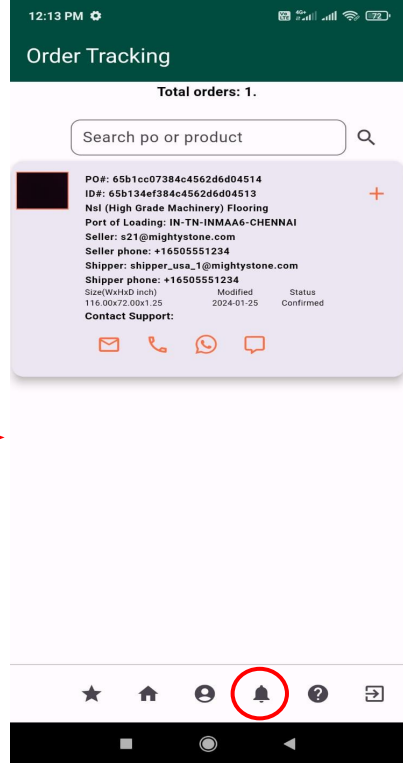 12:13 PM
4G+
72
Order Tracking
Total orders: 1.
Search po or product
PO#: 65b1cc07384c4562d6d04514
ID#: 65b134ef384c4562d6d04513
Nsl (High Grade Machinery) Flooring
Port of Loading: IN-TN-INMAA6-CHENNAI
Seller: s21@mightystone.com
Seller phone: +16505551234
Shipper: shipper_usa_1@mightystone.com
Shipper phone: +16505551234
Size(WxHxD inch) Modified Status
116.00x72.00x1.25 2024-01-25 Confirmed
Contact Support: